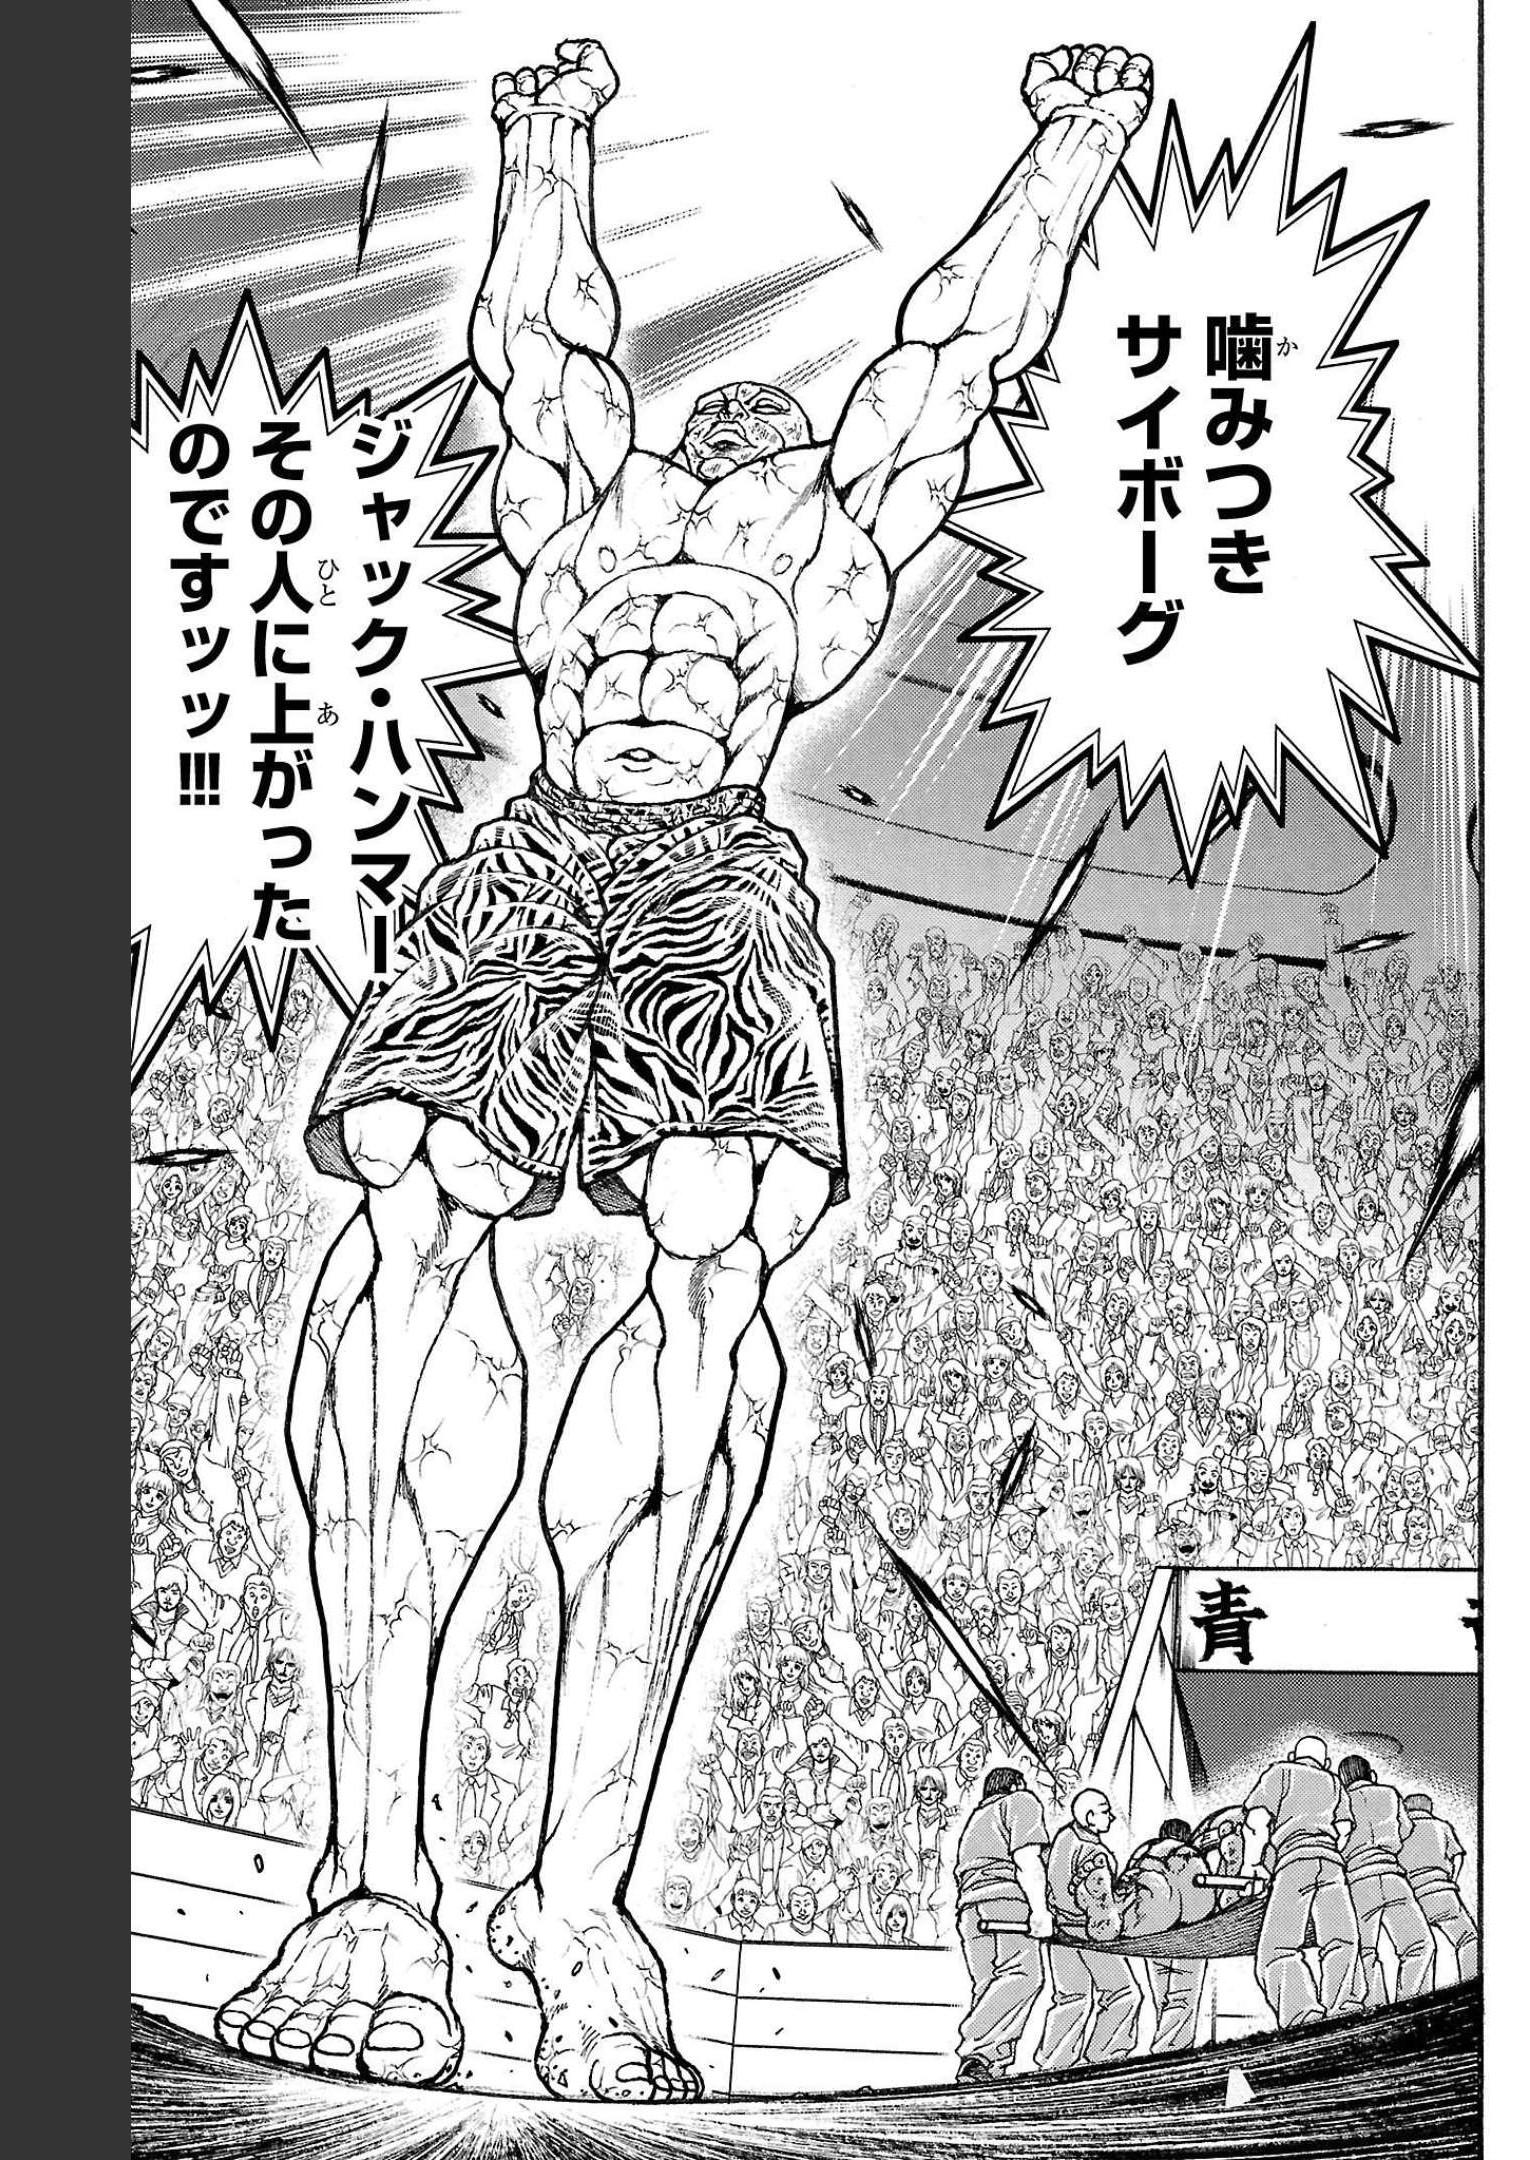 噛みつき
サイボーグ
ジャック・ハンマー
その人に上がった
のですッッ!!!
青